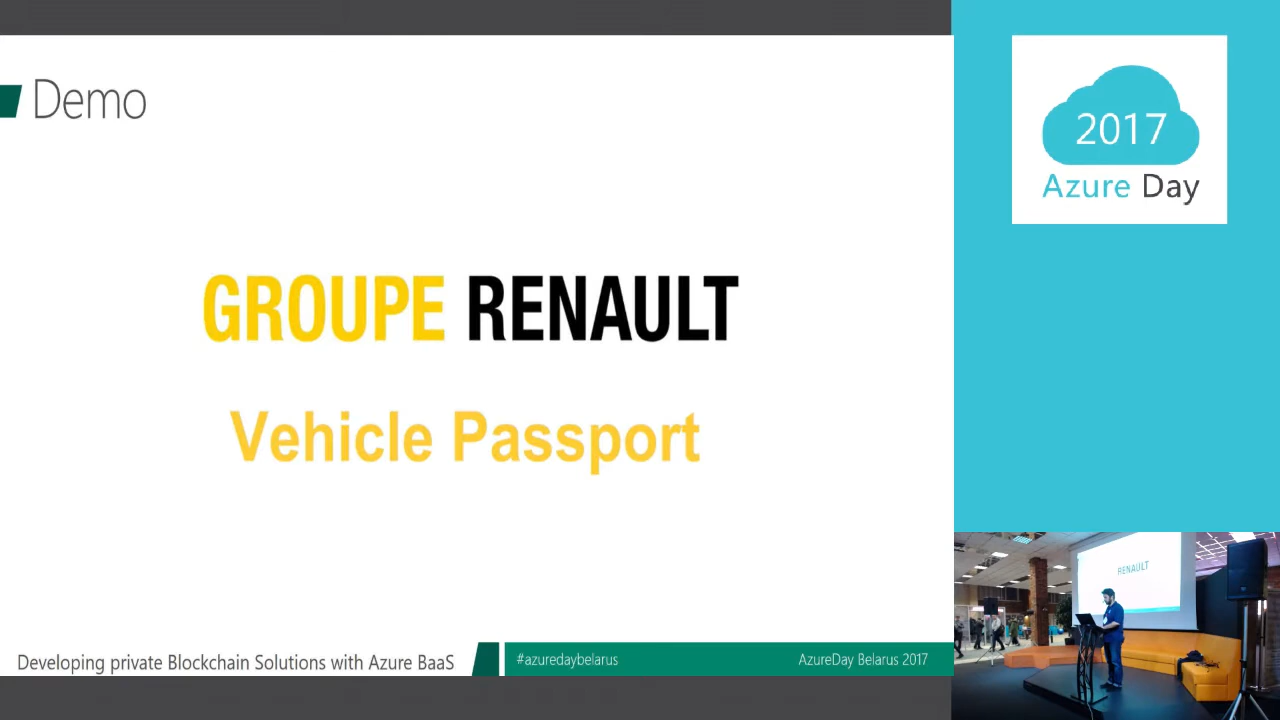 Demo
GROUPE RENAULT
Vehicle Passport
Developing private Blockchain Solutions with Azure BaaS
#azuredaybelarus
AzureDay Belarus 2017
2017
Azure Day
RENAULT